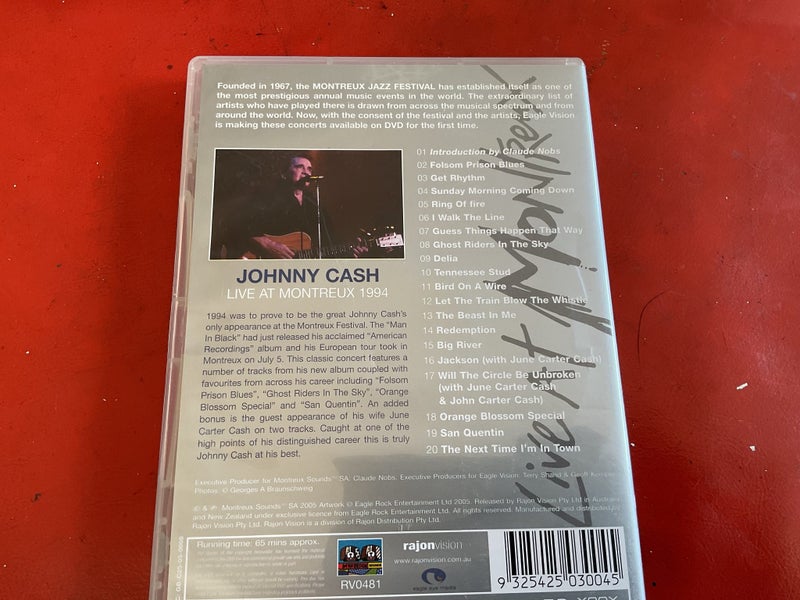 Founded in 1967, the MONTREUX JAZZ FESTIVAL has established itself as one of
the most prestigious annual music events in the world. The extraordinary list of
artists who have played there is drawn from across the musical spectrum and from
around the world. Now, with the consent of the festival and the artists, Eagle Vision
is making these concerts available on DVD for the first time.
JOHNNY CASH
LIVE AT MONTREUX 1994
1994 was to prove to be the great Johnny Cash's
only appearance at the Montreux Festival. The "Man
In Black" had just released his acclaimed "American
Recordings" album and his European tour took in
Montreux on July 5. This classic concert features a
number of tracks from his new album coupled with
favourites from across his career including "Folsom
Prison Blues", "Ghost Riders In The Sky", "Orange
Blossom Special" and "San Quentin". An added
bonus is the guest appearance of his wife June
Carter Cash on two tracks. Caught at one of the
high points of his distinguished career this is truly
Johnny Cash at his best.
01 Introduction by Claude Nobs
02 Folsom Prison Blues
03 Get Rhythm
04 Sunday Morning Coming Down
05 Ring Of fire
06 I Walk The Line
07 Guess Things Happen That Way
08 Ghost Riders In The Sky
09 Delia
10 Tennessee Stud
11 Bird On A Wire
12 Let The Train Blow The Whistle
13 The Beast In Me
14 Redemption
15 Big River
16 Jackson (with June Carter Cash)
17 Will The Circle Be Unbroken
(with June Carter Cash
& John Carter Cash)
18 Orange Blossom Special
19 San Quentin
20 The Next Time I'm In Town
Live At Montreux!
Executive Producer for Montreux Sounds™ SA: Claude Nobs. Executive Producers for Eagle Vision: Terry Shand & Geoff Kempin
Photos: © Georges A Braunschweig
© & ℗ Montreux Sounds™ SA 2005 Artwork © Eagle Rock Entertainment Ltd 2005. Released by Rajon Vision Pty Ltd in Australia
and New Zealand under exclusive licence from Eagle Rock Entertainment Ltd. All rights reserved. Manufactured and distributed by
Rajon Vision Pty Ltd. Rajon Vision is a division of Rajon Distribution Pty Ltd.
Running time: 65 mins approx.
RV0481
rajonvision
www.rajonvision.com.au
eagle eye media
9 325425 030045